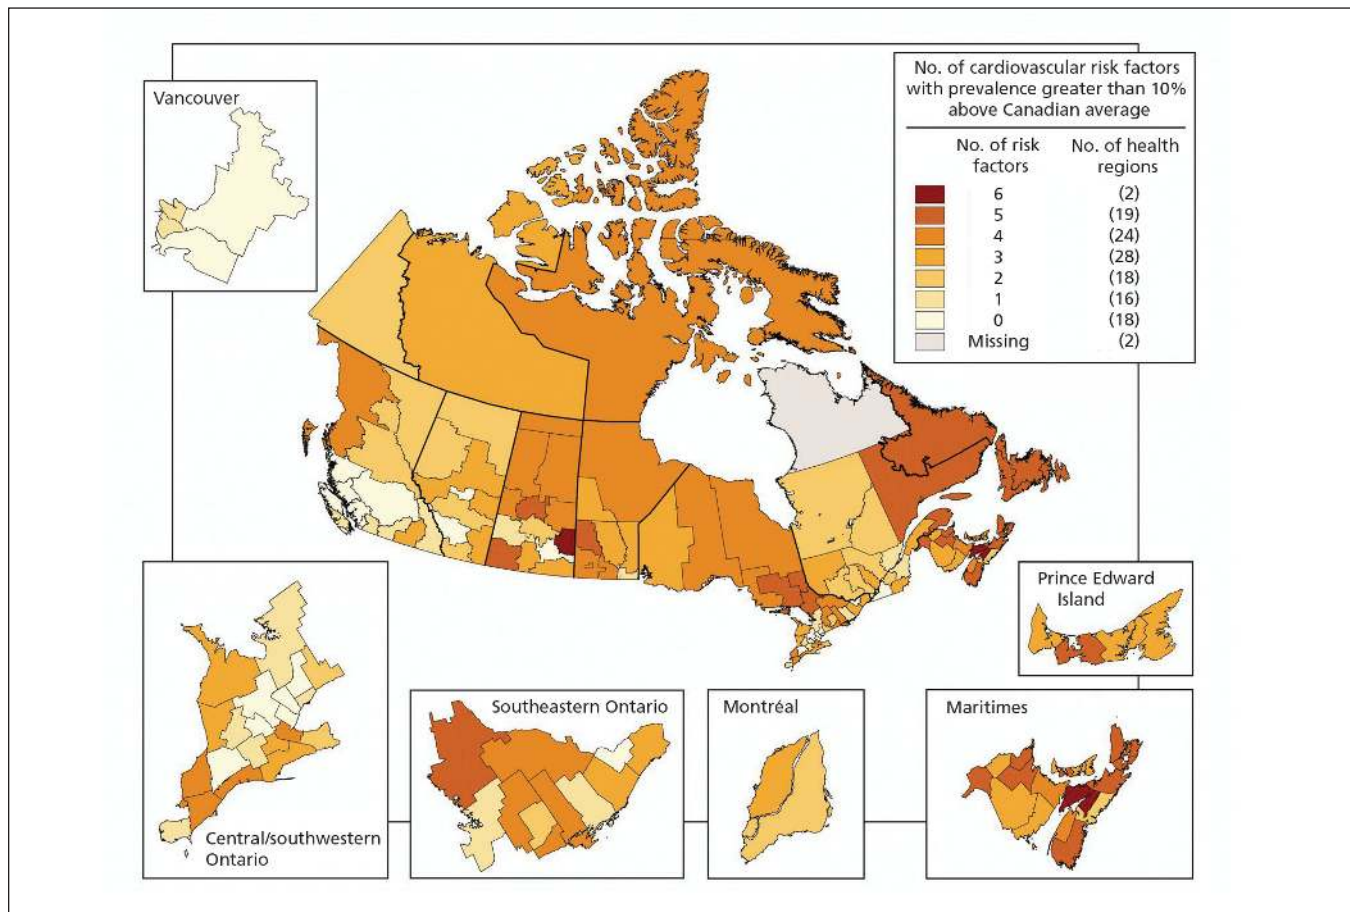 Vancouver
No. of cardiovascular risk factors
with prevalence greater than 10%
above Canadian average
No. of risk factors
No. of health regions
6 (2)
5 (19)
4 (24)
3 (28)
2 (18)
1 (16)
0 (18)
Missing (2)
Prince Edward
Island
Central/southwestern
Ontario
Southeastern Ontario
Montréal
Maritimes